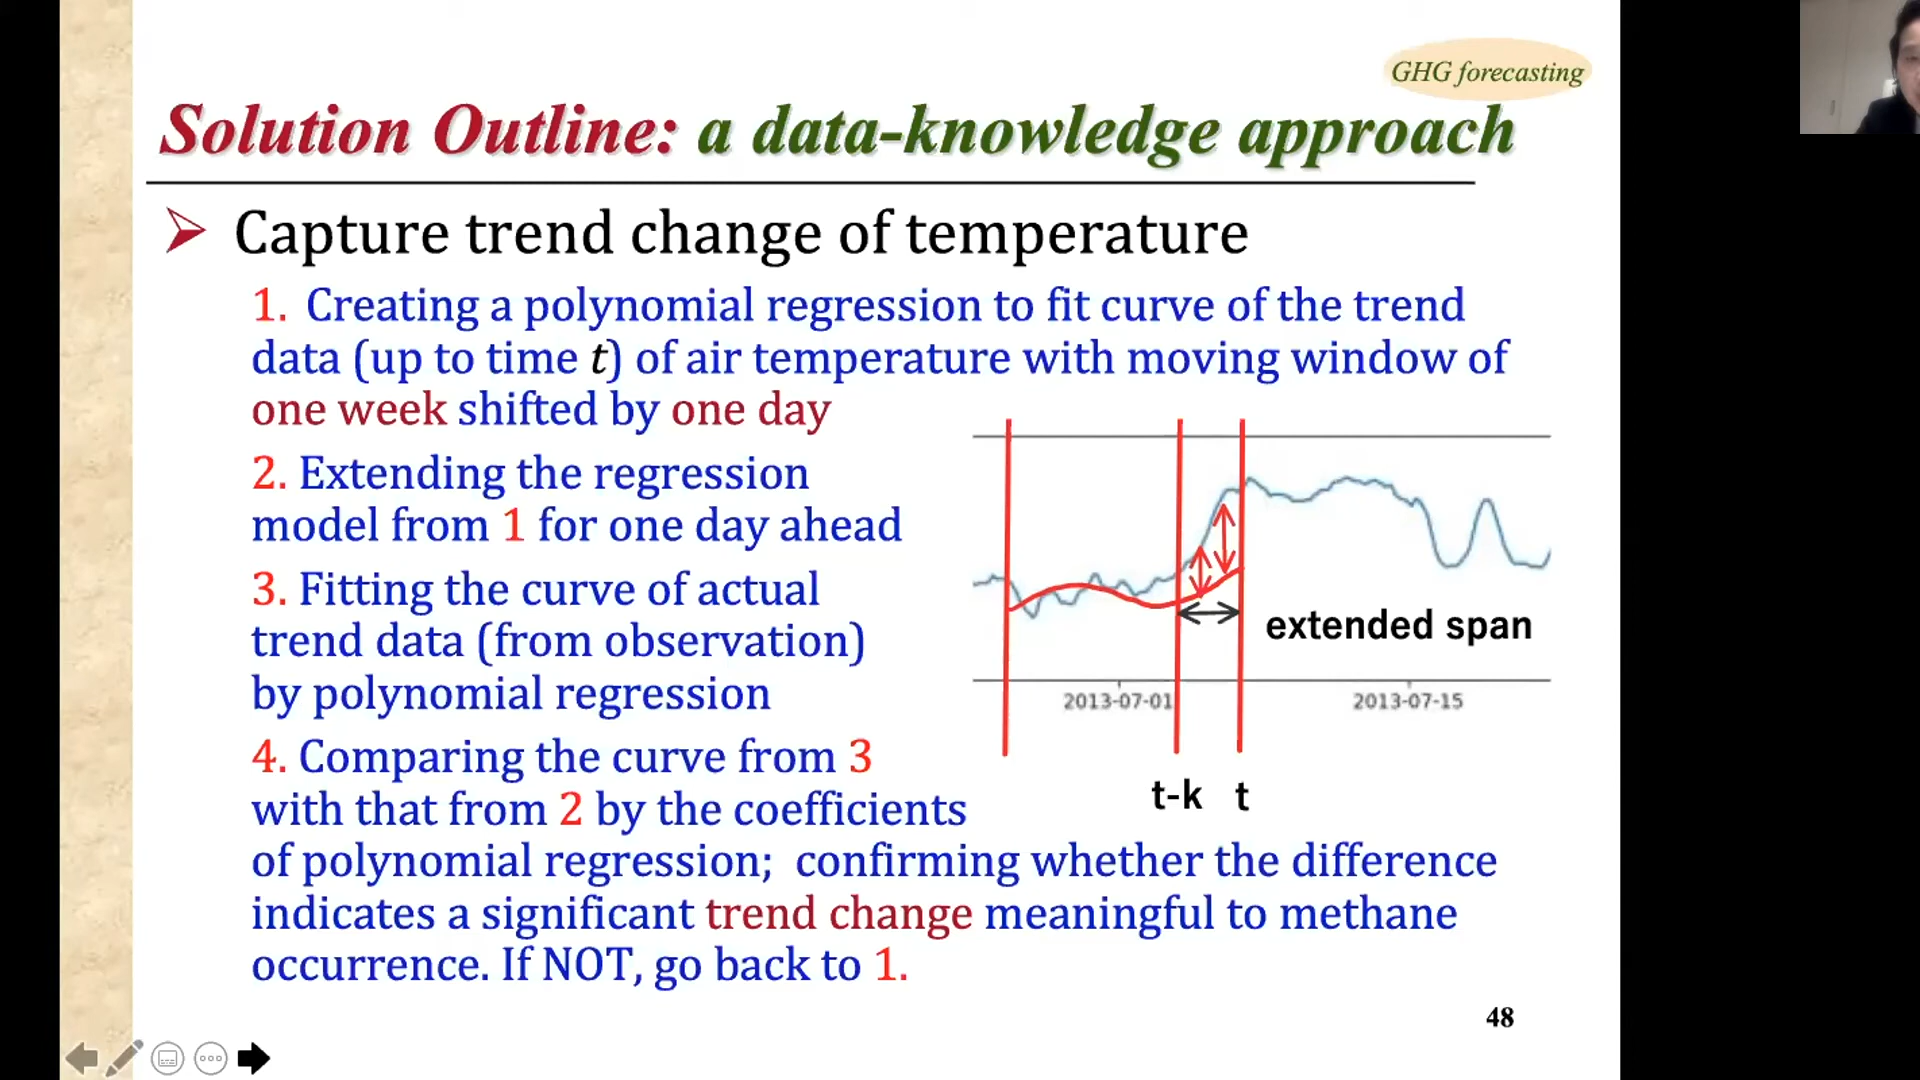 GHG forecasting
Solution Outline: a data-knowledge approach
Capture trend change of temperature
1. Creating a polynomial regression to fit curve of the trend
data (up to time t) of air temperature with moving window of
one week shifted by one day
2. Extending the regression
model from 1 for one day ahead
3. Fitting the curve of actual
trend data (from observation)
by polynomial regression
4. Comparing the curve from 3
with that from 2 by the coefficients
of polynomial regression; confirming whether the difference
indicates a significant trend change meaningful to methane
occurrence. If NOT, go back to 1.
extended span
2013-07-01
2013-07-15
t-k t
48